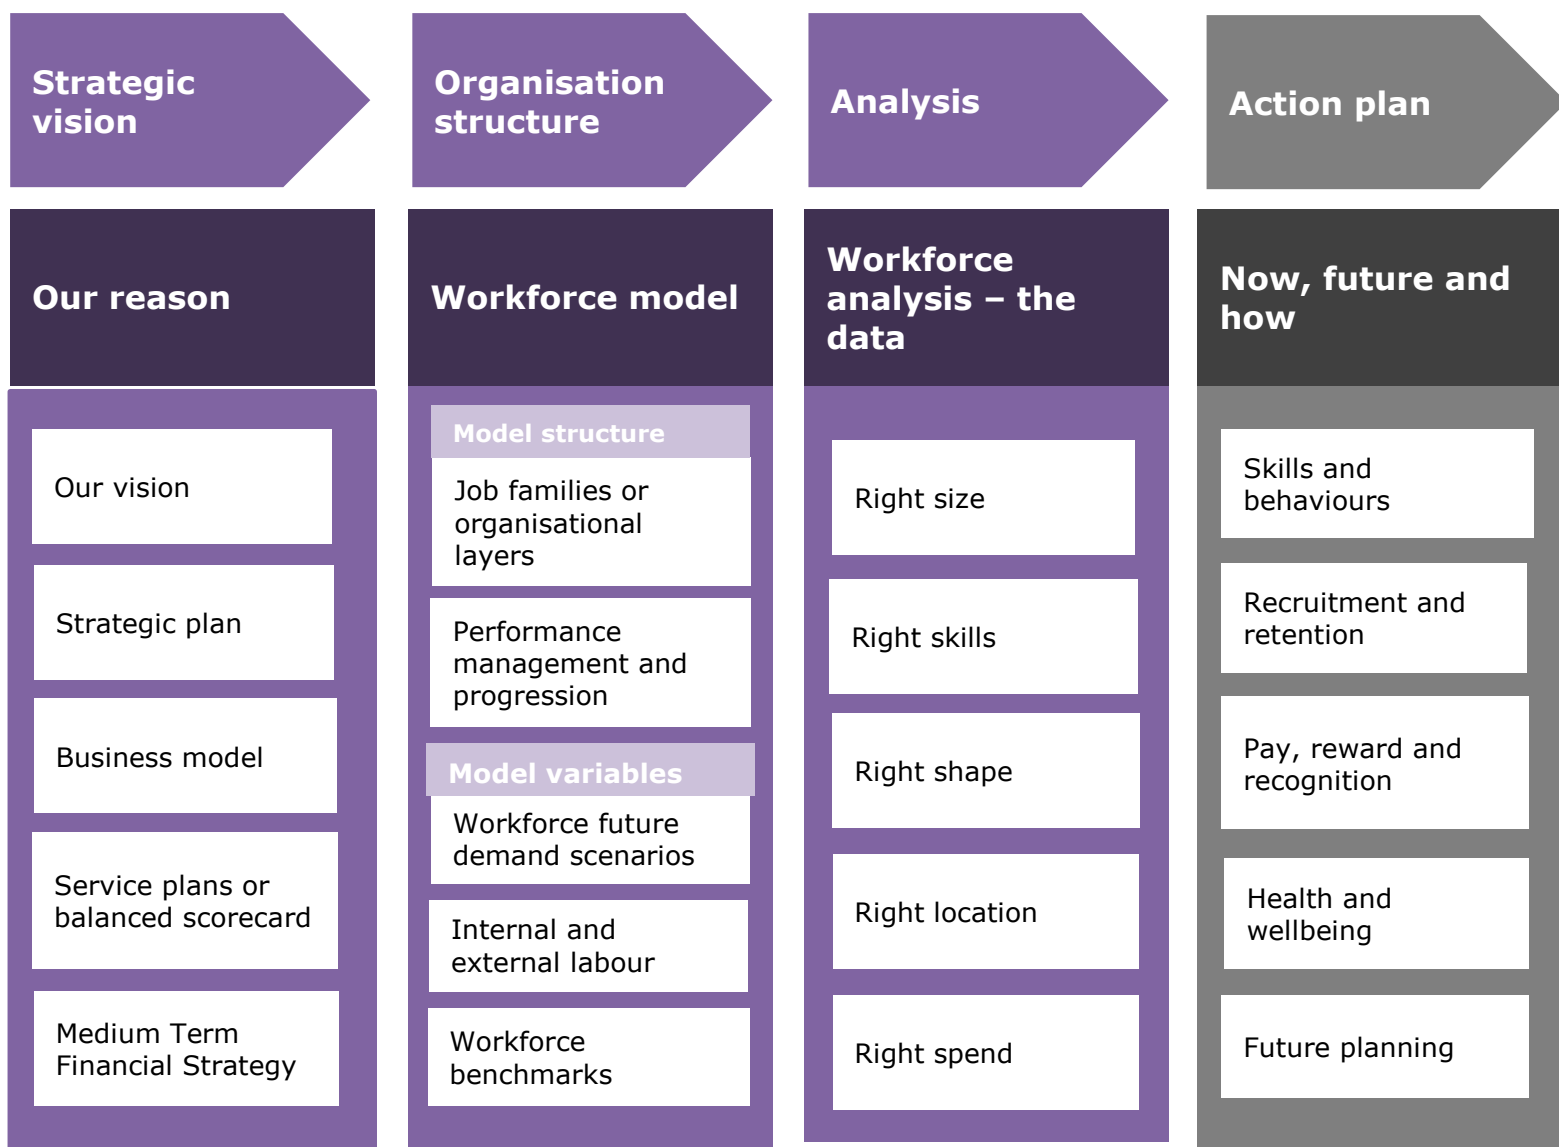 Strategic
vision
Organisation
structure
Analysis
Action plan
Our reason
Workforce model
Workforce
analysis – the
data
Now, future and
how
Our vision
Strategic plan
Business model
Service plans or
balanced scorecard
Medium Term
Financial Strategy
Model structure
Job families or
organisational
layers
Performance
management and
progression
Model variables
Workforce future
demand scenarios
Internal and
external labour
Workforce
benchmarks
Right size
Right skills
Right shape
Right location
Right spend
Skills and
behaviours
Recruitment and
retention
Pay, reward and
recognition
Health and
wellbeing
Future planning